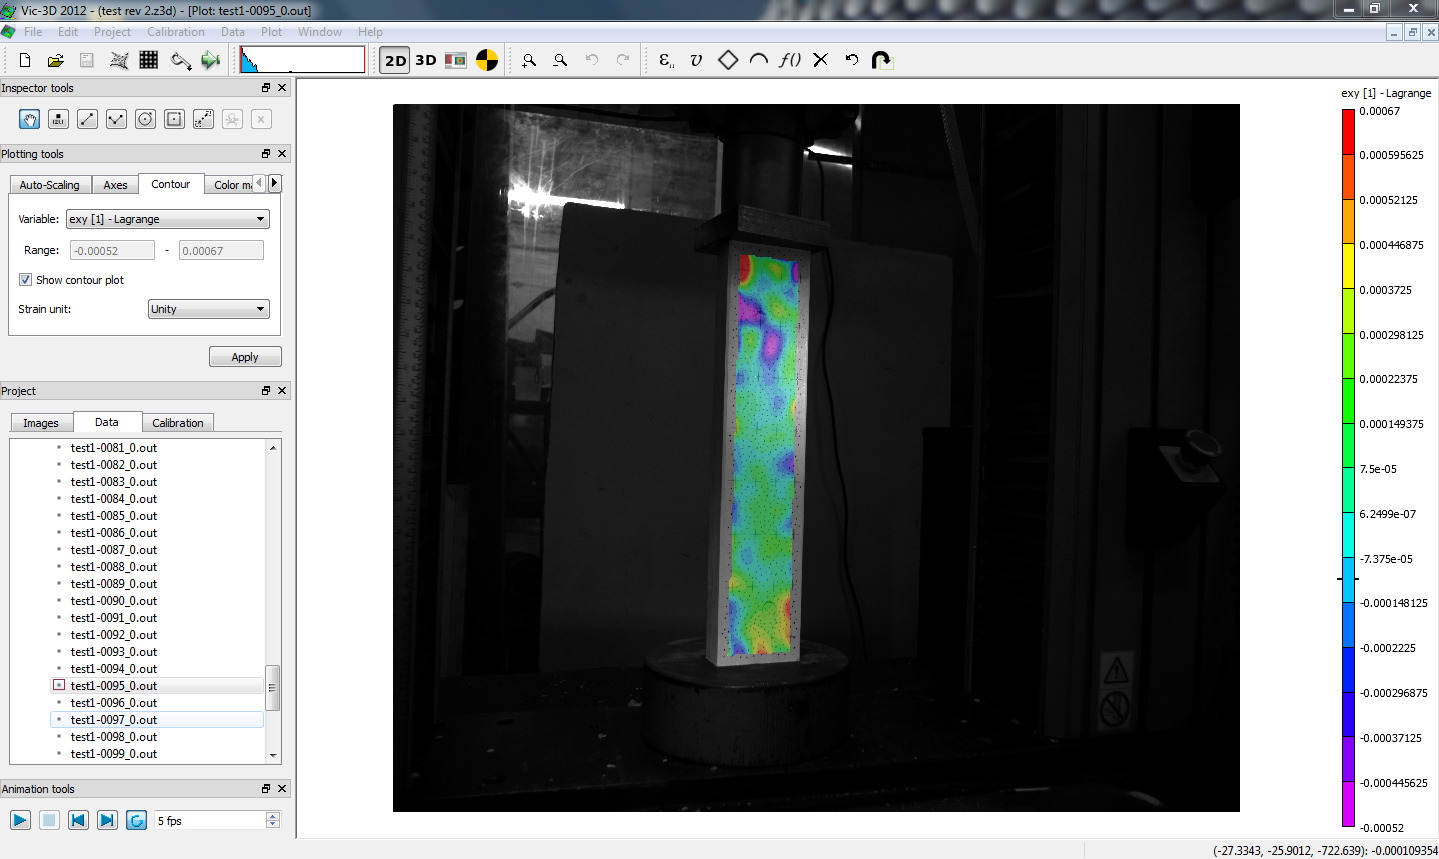 Vic-3D 2012 - (test rev 2.z3d) - [Plot: test1-0095_0.out]
File Edit Project Calibration Data Plot Window Help
2D 3D ε V f()
Inspector tools
Plotting tools
Auto-Scaling Axes Contour Color ma
Variable: exy [1] - Lagrange
Range: -0.00052 - 0.00067
Show contour plot
Strain unit: Unity
Apply
Project
Images Data Calibration
test1-0081_0.out
test1-0082_0.out
test1-0083_0.out
test1-0084_0.out
test1-0085_0.out
test1-0086_0.out
test1-0087_0.out
test1-0088_0.out
test1-0089_0.out
test1-0090_0.out
test1-0091_0.out
test1-0092_0.out
test1-0093_0.out
test1-0094_0.out
test1-0095_0.out
test1-0096_0.out
test1-0097_0.out
test1-0098_0.out
test1-0099_0.out
Animation tools
5 fps
exy [1] - Lagrange
0.00067
0.000595625
0.00052125
0.000446875
0.0003725
0.000298125
0.00022375
0.000149375
7.5e-05
6.2499e-07
-7.375e-05
-0.000148125
-0.0002225
-0.000296875
-0.00037125
-0.000445625
-0.00052
(-27.3343, -25.9012, -722.639): -0.000109354